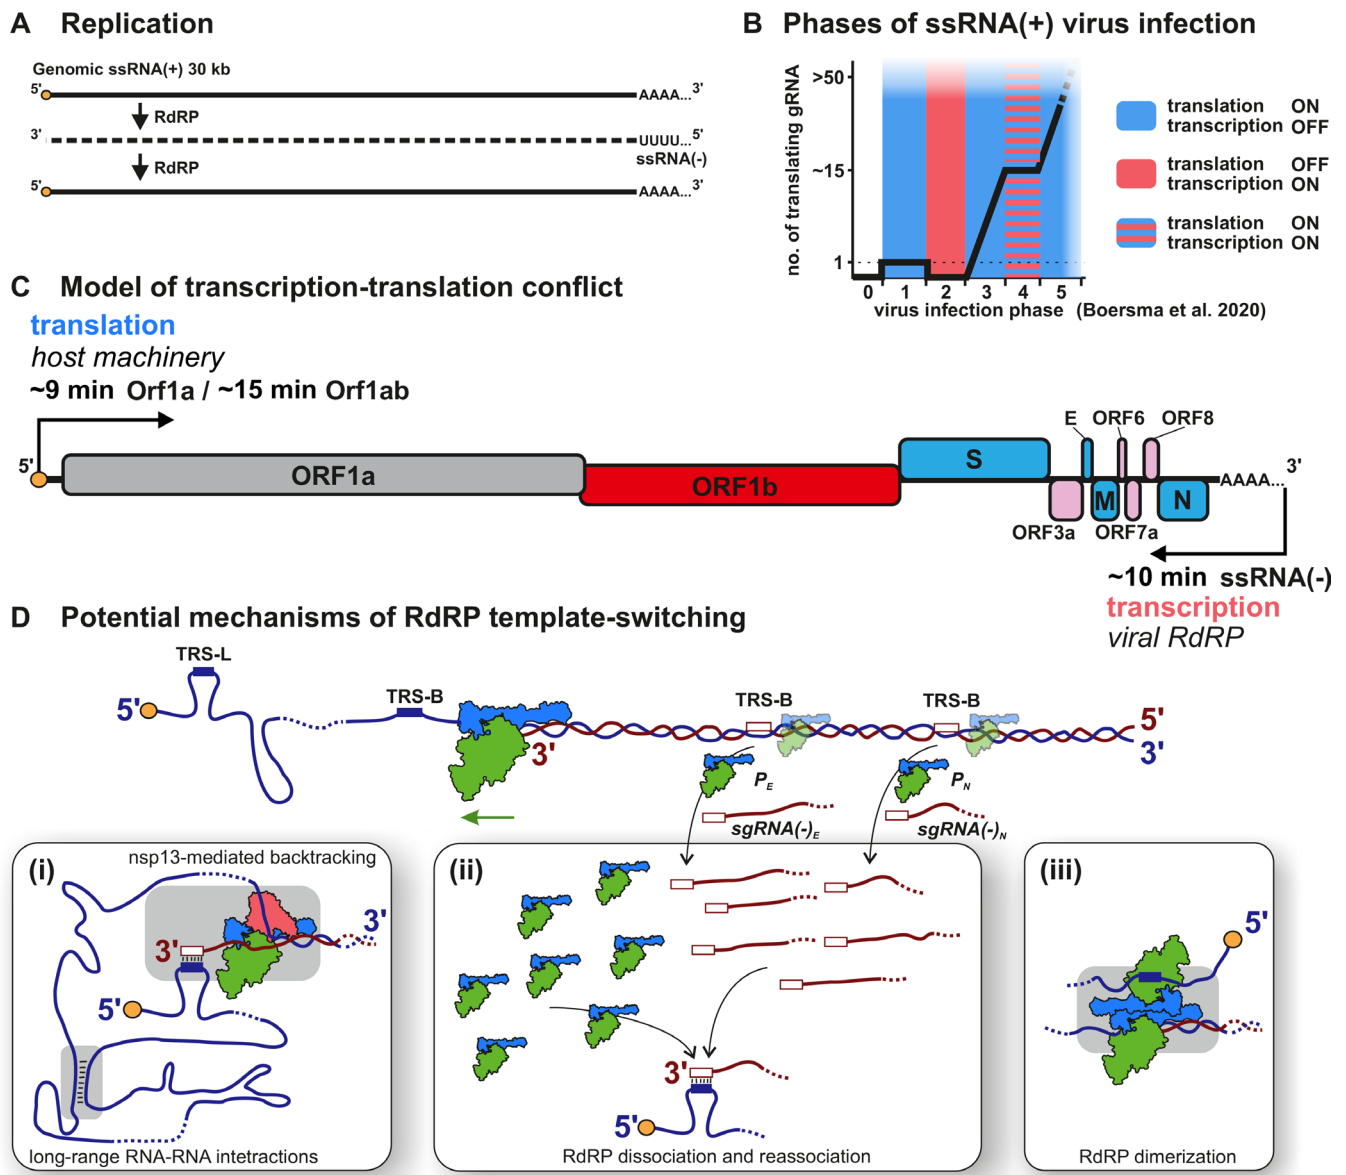 A Replication
Genomic ssRNA(+) 30 kb
5'
AAAA...3'
RdRP
3'
UUUU...5'
ssRNA(-)
RdRP
5'
AAAA...3'
B Phases of ssRNA(+) virus infection
no. of translating gRNA
>50
~15
1
0 1 2 3 4 5
virus infection phase (Boersma et al. 2020)
translation ON
transcription OFF
translation OFF
transcription ON
translation ON
transcription ON
C Model of transcription-translation conflict
translation
host machinery
~9 min Orf1a / ~15 min Orf1ab
5'
ORF1a
ORF1b
S
E ORF6 ORF8
M
N
ORF3a ORF7a
AAAA...
3'
~10 min ssRNA(-)
transcription
viral RdRP
D Potential mechanisms of RdRP template-switching
TRS-L
5'
TRS-B
3'
TRS-B
TRS-B
5'
3'
PE
PN
sgRNA(-)E
sgRNA(-)N
(i)
nsp13-mediated backtracking
3'
3'
5'
long-range RNA-RNA intetractions
(ii)
3'
5'
RdRP dissociation and reassociation
(iii)
5'
RdRP dimerization